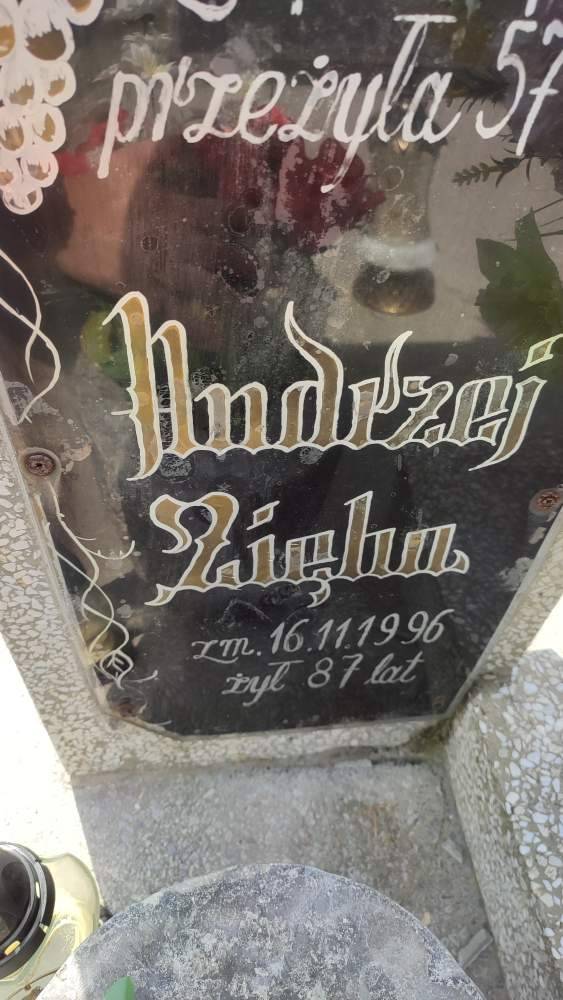 przeżyła 57
Andrzej
Zięba
zm. 16.11.1996
żył 87 lat